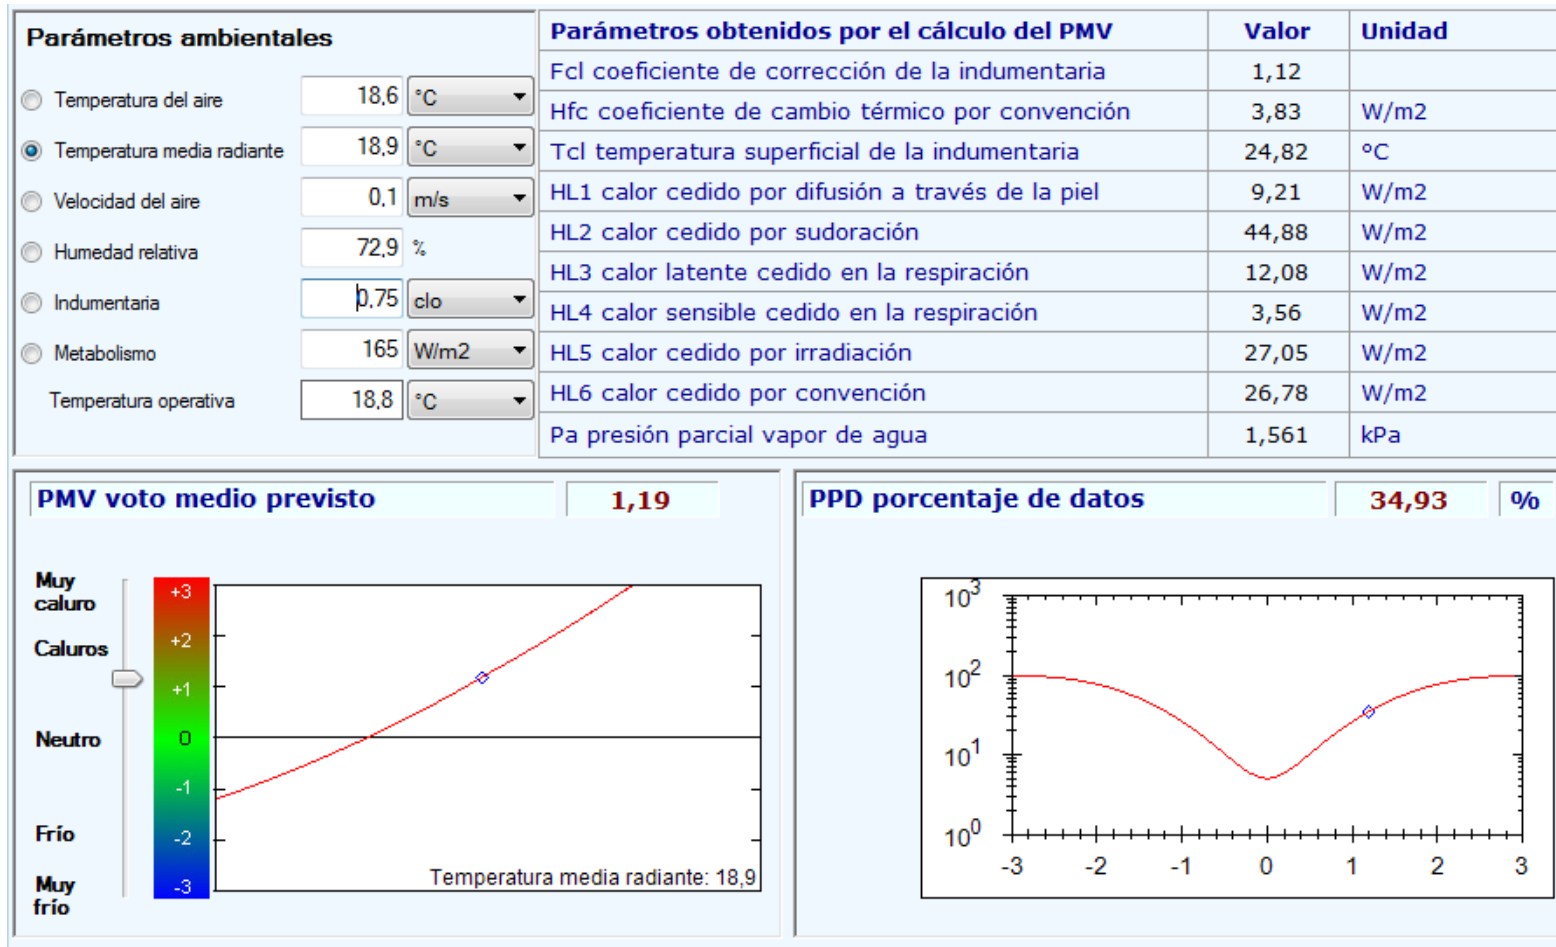 Parámetros ambientales
Temperatura del aire 18,6 °C
Temperatura media radiante 18,9 °C
Velocidad del aire 0,1 m/s
Humedad relativa 72,9 %
Indumentaria 0,75 clo
Metabolismo 165 W/m2
Temperatura operativa 18,8 °C
Parámetros obtenidos por el cálculo del PMV Valor Unidad
Fcl coeficiente de corrección de la indumentaria 1,12
Hfc coeficiente de cambio térmico por convención 3,83 W/m2
Tcl temperatura superficial de la indumentaria 24,82 °C
HL1 calor cedido por difusión a través de la piel 9,21 W/m2
HL2 calor cedido por sudoración 44,88 W/m2
HL3 calor latente cedido en la respiración 12,08 W/m2
HL4 calor sensible cedido en la respiración 3,56 W/m2
HL5 calor cedido por irradiación 27,05 W/m2
HL6 calor cedido por convención 26,78 W/m2
Pa presión parcial vapor de agua 1,561 kPa
PMV voto medio previsto 1,19
Muy
caluro
Caluros
Neutro
Frío
Muy
frío
+3
+2
+1
0
-1
-2
-3
Temperatura media radiante: 18,9
PPD porcentaje de datos 34,93 %
10³
10²
10¹
10⁰
-3 -2 -1 0 1 2 3